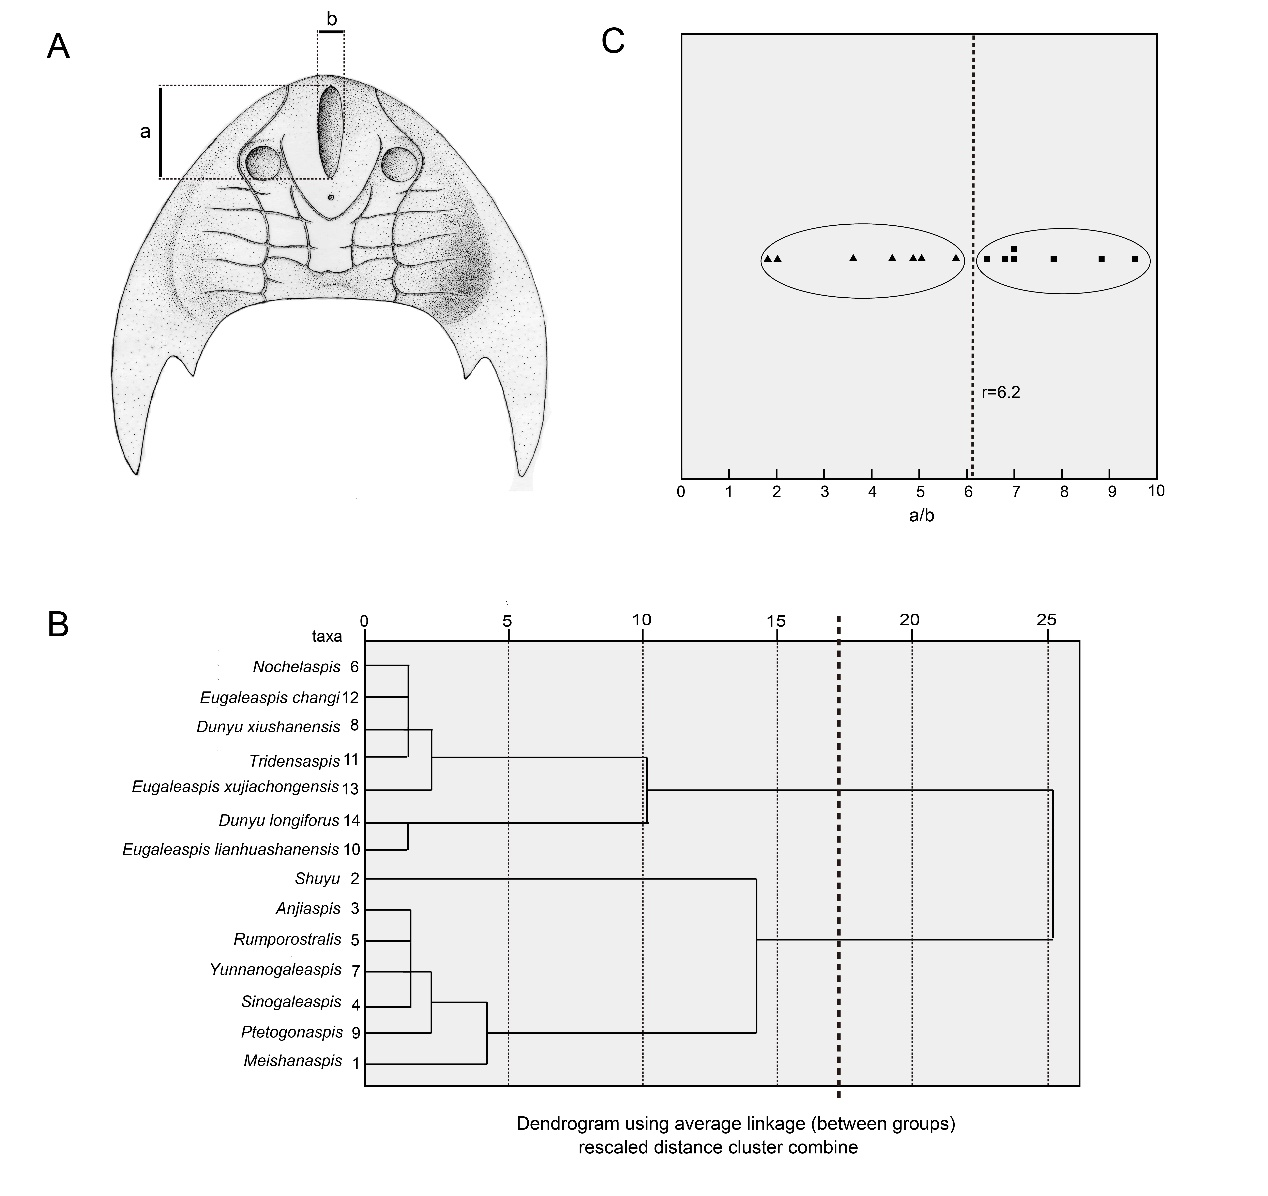 A
b
a
C
r=6.2
0 1 2 3 4 5 6 7 8 9 10
a/b
B
0 5 10 15 20 25
taxa
Nochelaspis 6
Eugaleaspis changi 12
Dunyu xiushanensis 8
Tridensaspis 11
Eugaleaspis xujiachongensis 13
Dunyu longiforus 14
Eugaleaspis lianhuashanensis 10
Shuyu 2
Anjiaspis 3
Rumporostralis 5
Yunnanogaleaspis 7
Sinogaleaspis 4
Ptetogonaspis 9
Meishanaspis 1
Dendrogram using average linkage (between groups)
rescaled distance cluster combine